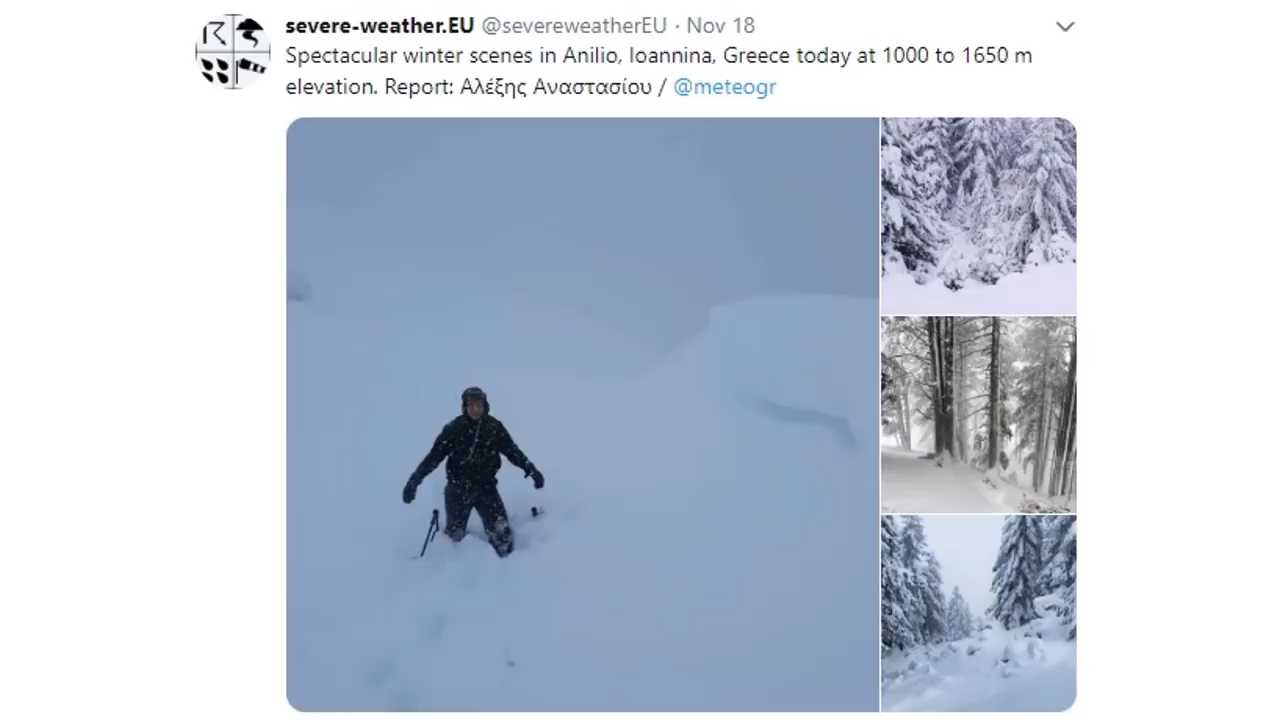 severe-weather.EU @severeweatherEU · Nov 18
Spectacular winter scenes in Anilio, Ioannina, Greece today at 1000 to 1650 m
elevation. Report: Αλέξης Αναστασίου / @meteogr